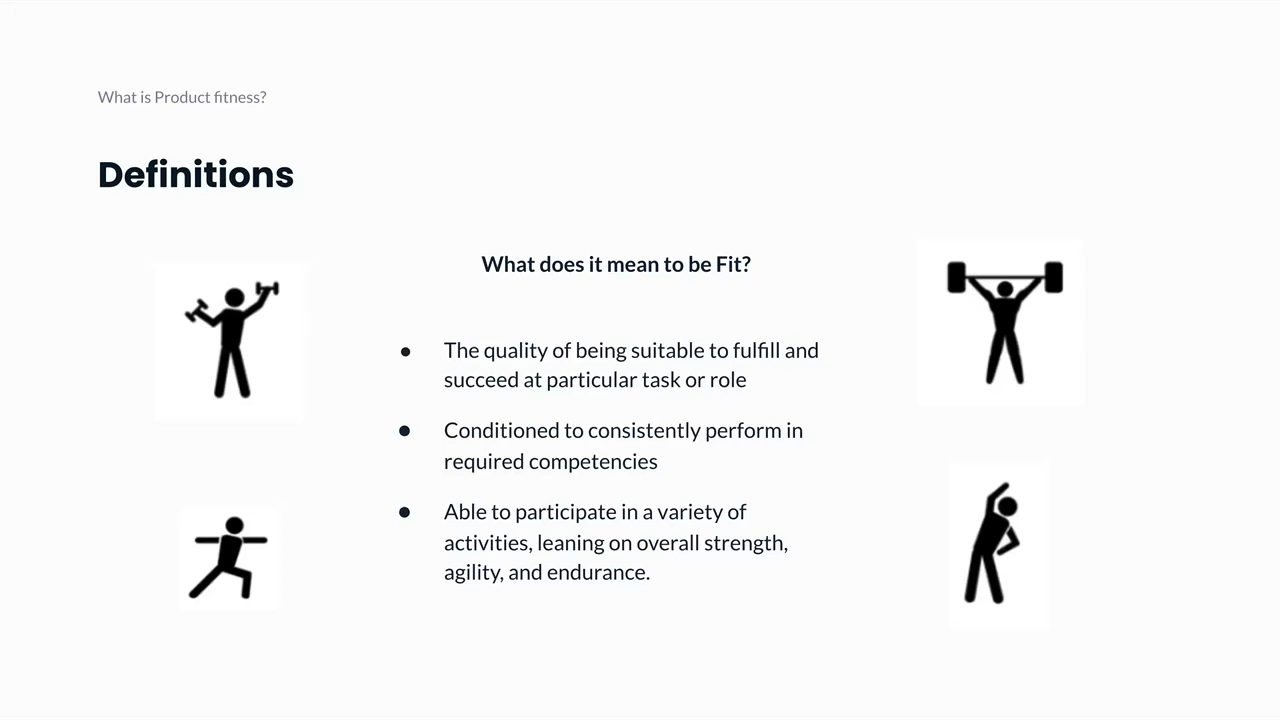 What is Product fitness?
Definitions
What does it mean to be Fit?
● The quality of being suitable to fulfill and
succeed at particular task or role
● Conditioned to consistently perform in
required competencies
● Able to participate in a variety of
activities, leaning on overall strength,
agility, and endurance.